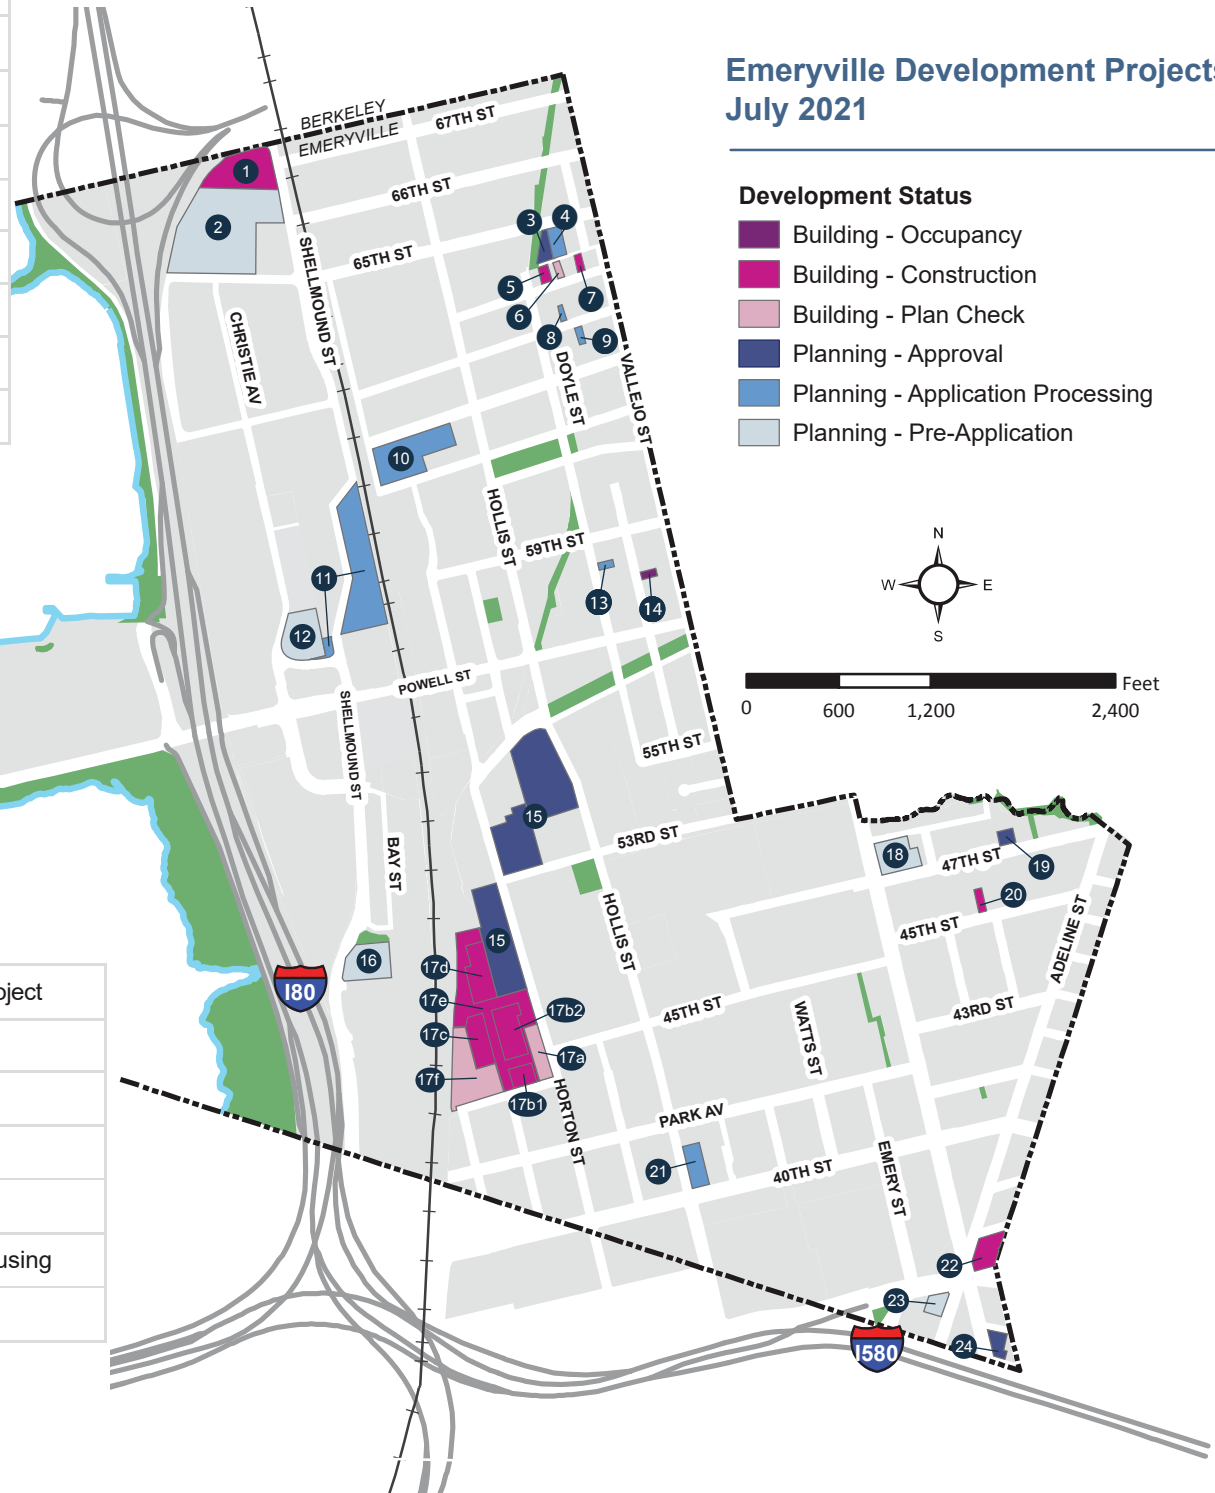 Emeryville Development Projects
July 2021
Development Status
Building - Occupancy
Building - Construction
Building - Plan Check
Planning - Approval
Planning - Application Processing
Planning - Pre-Application
N
W
E
S
Feet
0
600
1,200
2,400
BERKELEY
EMERYVILLE
67TH ST
66TH ST
65TH ST
SHELLMOUND ST
CHRISTIE AV
DOYLE ST
VALLEJO ST
HOLLIS ST
59TH ST
POWELL ST
SHELLMOUND ST
55TH ST
53RD ST
BAY ST
HOLLIS ST
47TH ST
45TH ST
ADELINE ST
43RD ST
45TH ST
WATTS ST
HORTON ST
PARK AV
40TH ST
EMERY ST
1
2
3
4
5
6
7
8
9
10
11
12
13
14
15
15
16
17d
17e
17c
17f
17b2
17a
17b1
18
19
20
21
22
23
24
I80
I580
oject
using